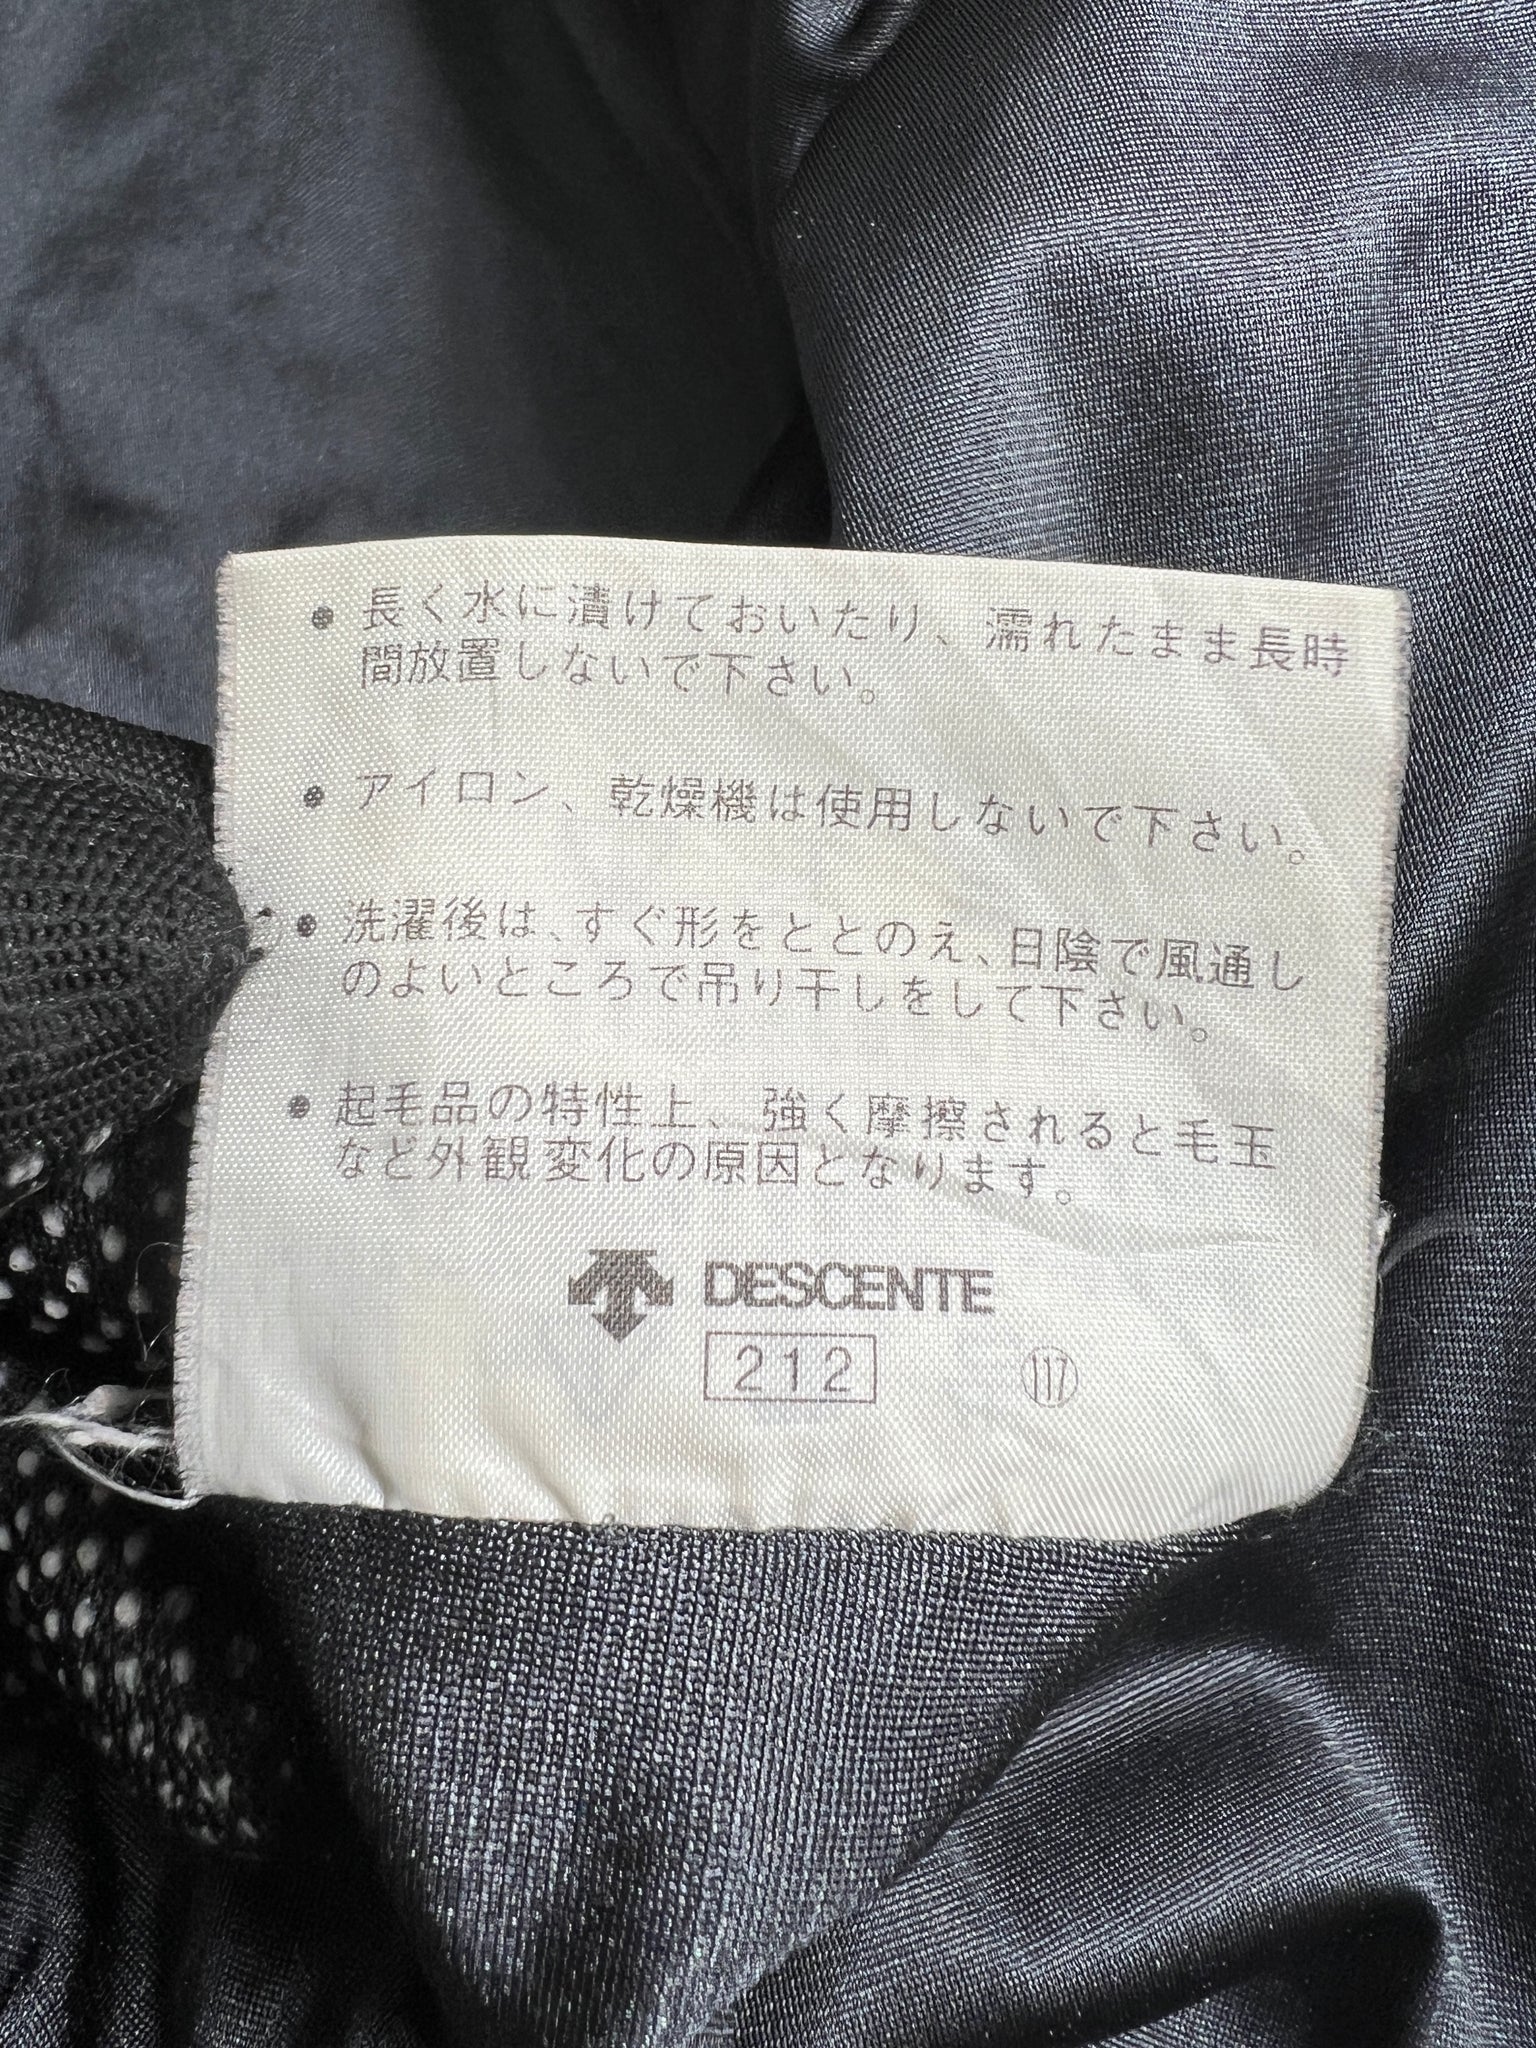 ● 長く水に漬けておいたり、濡れたまま長時
間放置しないで下さい。
● アイロン、乾燥機は使用しないで下さい。
● 洗濯後は、すぐ形をととのえ、日陰で風通し
のよいところで吊り干しをして下さい。
● 起毛品の特性上、強く摩擦されると毛玉
など外観変化の原因となります。
DESCENTE
212 117